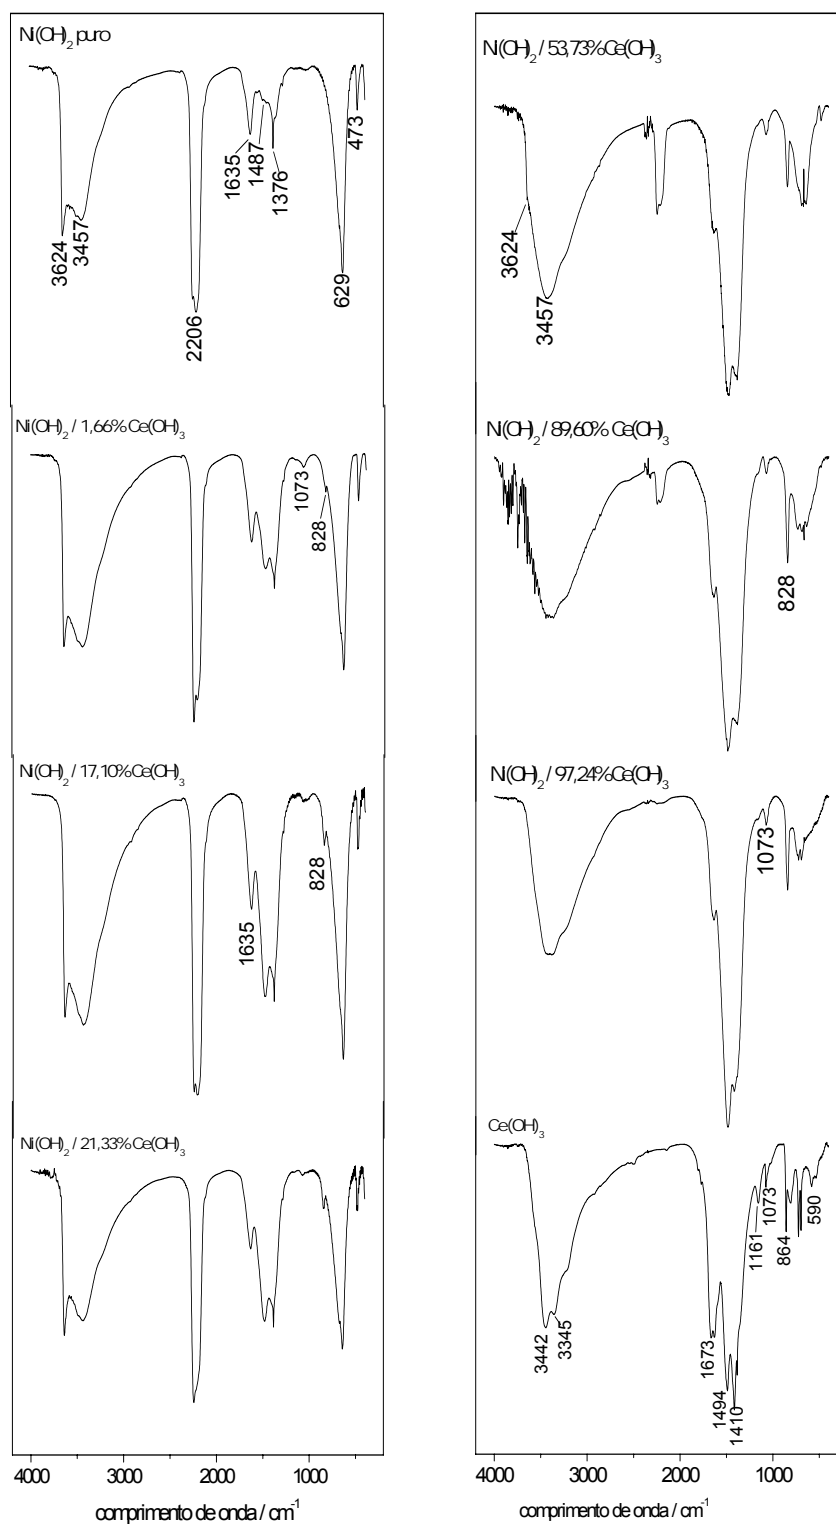 Ni(OH)₂ puro
3624
3457
2206
1635
1487
1376
629
473
Ni(OH)₂ / 1,66% Ce(OH)₃
1073
828
Ni(OH)₂ / 17,10% Ce(OH)₃
1635
828
Ni(OH)₂ / 21,33% Ce(OH)₃
4000 3000 2000 1000
comprimento de onda / cm⁻¹
Ni(OH)₂ / 53,73% Ce(OH)₃
3624
3457
Ni(OH)₂ / 89,60% Ce(OH)₃
828
Ni(OH)₂ / 97,24% Ce(OH)₃
1073
Ce(OH)₃
3442
3345
1673
1494
1410
1161
1073
864
590
4000 3000 2000 1000
comprimento de onda / cm⁻¹